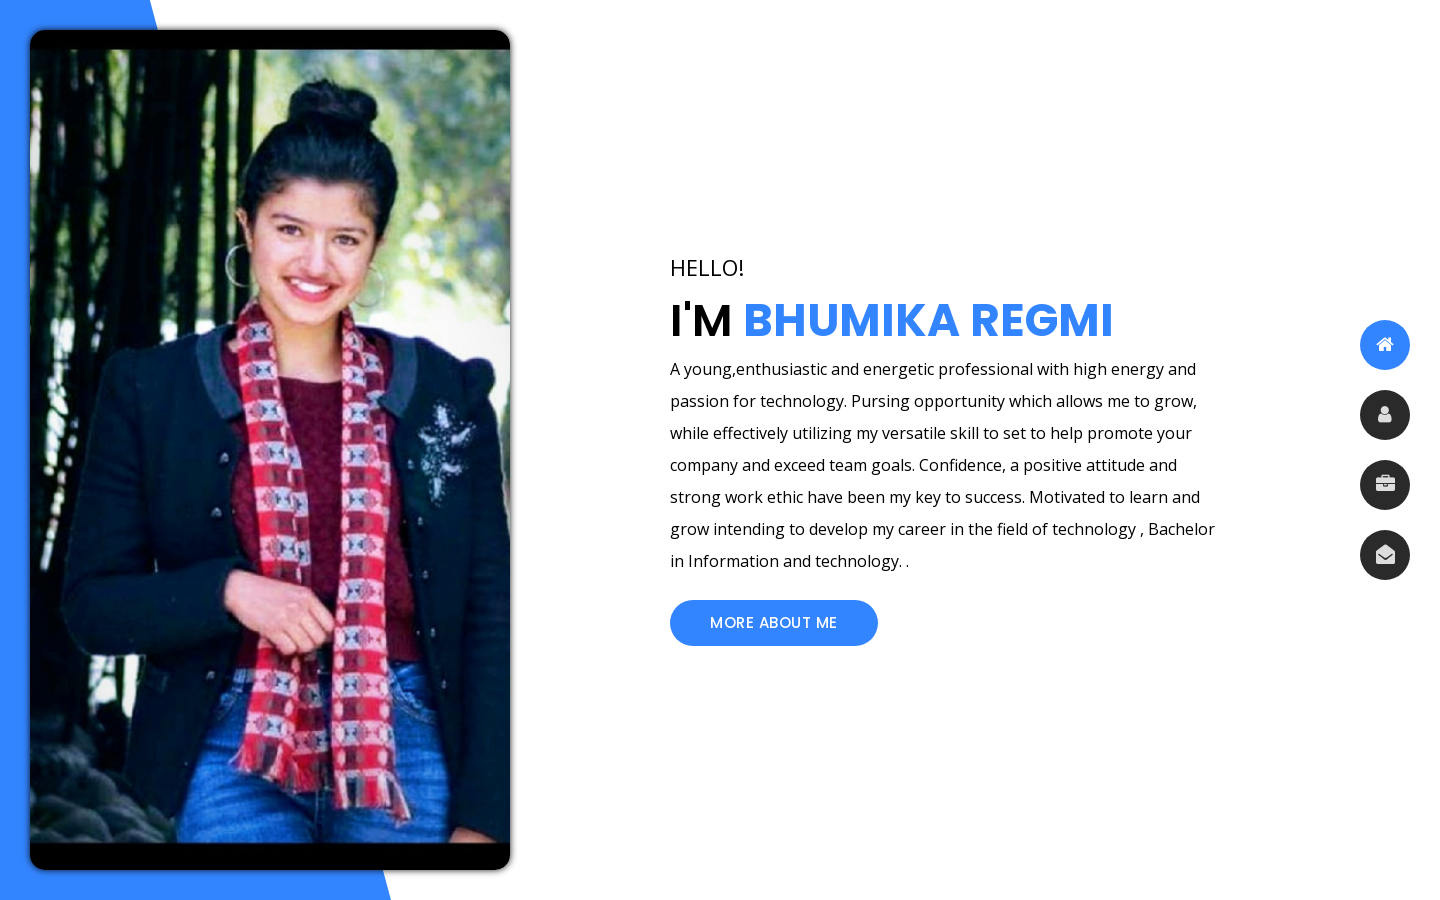 HELLO!
I'M BHUMIKA REGMI
A young,enthusiastic and energetic professional with high energy and
passion for technology. Pursing opportunity which allows me to grow,
while effectively utilizing my versatile skill to set to help promote your
company and exceed team goals. Confidence, a positive attitude and
strong work ethic have been my key to success. Motivated to learn and
grow intending to develop my career in the field of technology , Bachelor
in Information and technology. .
MORE ABOUT ME